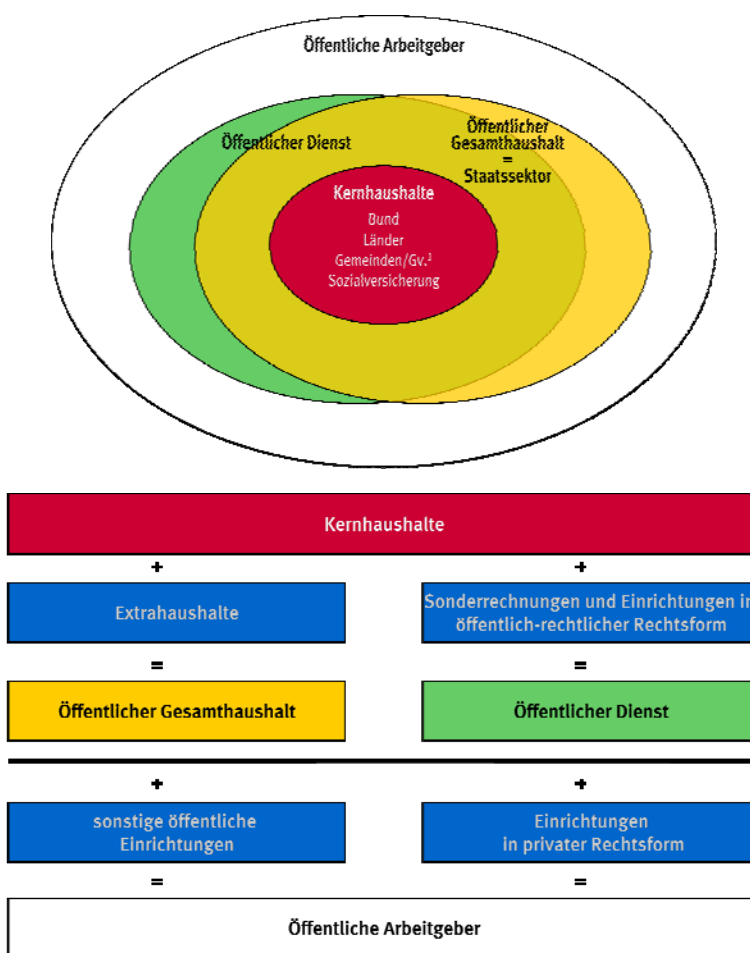 Öffentliche Arbeitgeber
Öffentlicher Dienst
Öffentlicher
Gesamthaushalt
=
Staatssektor
Kernhaushalte
Bund
Länder
Gemeinden/Gv.¹
Sozialversicherung
Kernhaushalte
+ +
Extrahaushalte
Sonderrechnungen und Einrichtungen in
öffentlich-rechtlicher Rechtsform
= =
Öffentlicher Gesamthaushalt
Öffentlicher Dienst
+ +
sonstige öffentliche
Einrichtungen
Einrichtungen
in privater Rechtsform
= =
Öffentliche Arbeitgeber